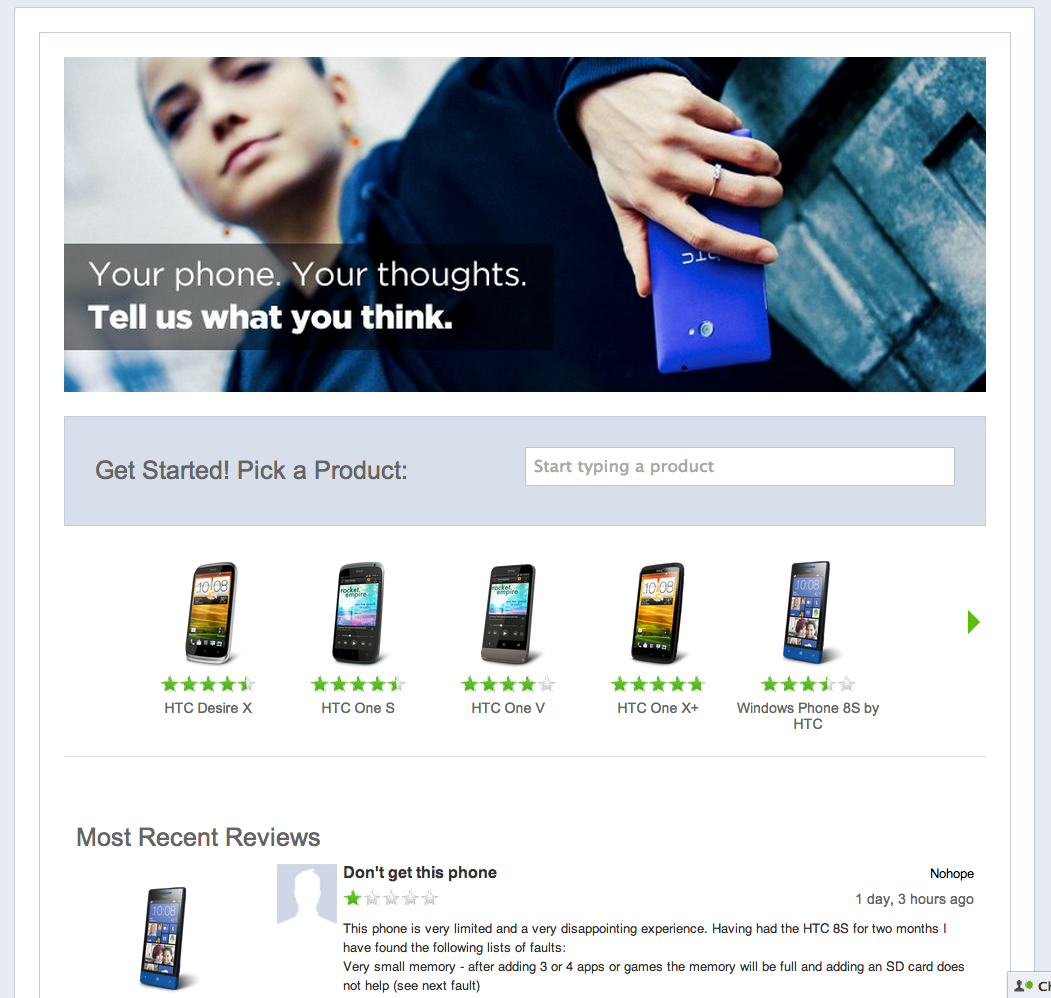 Your phone. Your thoughts.
Tell us what you think.
hTC
Get Started! Pick a Product:
Start typing a product
10:08
rocket,
empire
rocket,
empire
10:08
10:08
HTC Desire X
HTC One S
HTC One V
HTC One X+
Windows Phone 8S by
HTC
Most Recent Reviews
Don't get this phone
Nohope
1 day, 3 hours ago
10:08
This phone is very limited and a very disappointing experience. Having had the HTC 8S for two months I
have found the following lists of faults:
Very small memory - after adding 3 or 4 apps or games the memory will be full and adding an SD card does
not help (see next fault)
Ch